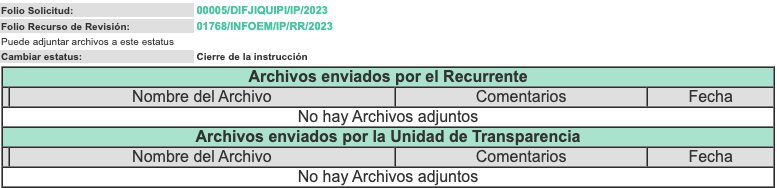 Folio Solicitud: 00005/DIFJIQUIPI/IP/2023
Folio Recurso de Revisión: 01768/INFOEM/IP/RR/2023
Puede adjuntar archivos a este estatus
Cambiar estatus: Cierre de la instrucción
Archivos enviados por el Recurrente
Nombre del Archivo Comentarios Fecha
No hay Archivos adjuntos
Archivos enviados por la Unidad de Transparencia
Nombre del Archivo Comentarios Fecha
No hay Archivos adjuntos